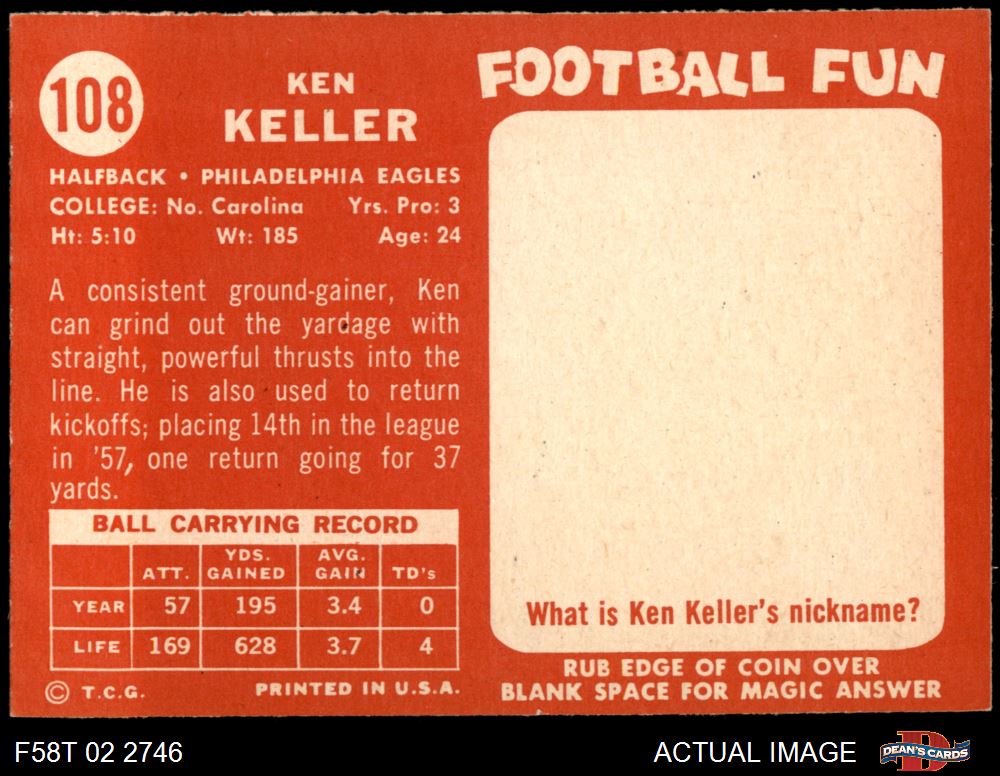 108
KEN
KELLER
HALFBACK • PHILADELPHIA EAGLES
COLLEGE: No. Carolina Yrs. Pro: 3
Ht: 5:10 Wt: 185 Age: 24
A consistent ground-gainer, Ken
can grind out the yardage with
straight, powerful thrusts into the
line. He is also used to return
kickoffs; placing 14th in the league
in '57, one return going for 37
yards.
BALL CARRYING RECORD
ATT. YDS. GAINED AVG. GAIN TD's
YEAR 57 195 3.4 0
LIFE 169 628 3.7 4
© T.C.G. PRINTED IN U.S.A.
FOOTBALL FUN
What is Ken Keller's nickname?
RUB EDGE OF COIN OVER
BLANK SPACE FOR MAGIC ANSWER
F58T 02 2746
ACTUAL IMAGE
DEAN'S CARDS